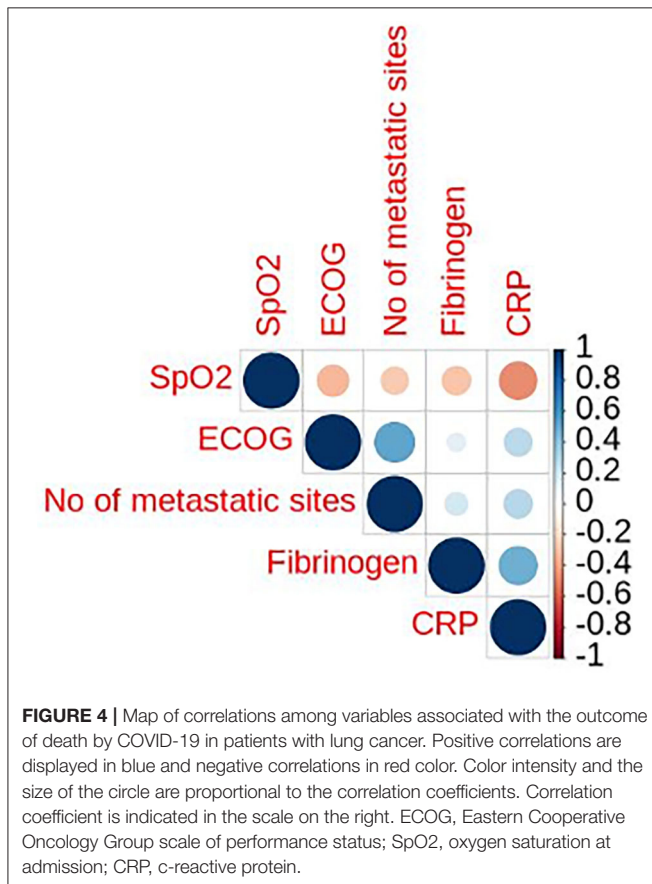 SpO2
ECOG
No of metastatic sites
Fibrinogen
CRP
SpO2
ECOG
No of metastatic sites
Fibrinogen
CRP
1
0.8
0.6
0.4
0.2
0
-0.2
-0.4
-0.6
-0.8
-1
FIGURE 4 | Map of correlations among variables associated with the outcome
of death by COVID-19 in patients with lung cancer. Positive correlations are
displayed in blue and negative correlations in red color. Color intensity and the
size of the circle are proportional to the correlation coefficients. Correlation
coefficient is indicated in the scale on the right. ECOG, Eastern Cooperative
Oncology Group scale of performance status; SpO2, oxygen saturation at
admission; CRP, c-reactive protein.